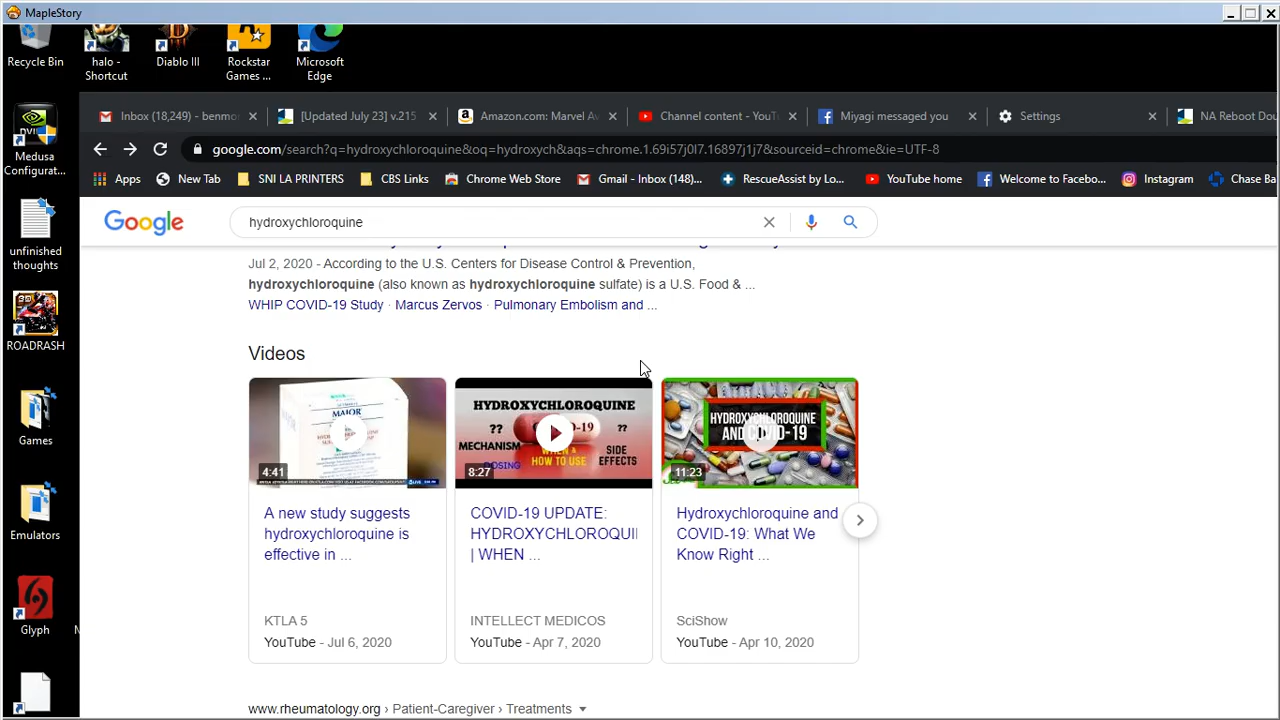 MapleStory
Recycle Bin
halo - Shortcut
Diablo III
Rockstar Games ...
Microsoft Edge
Medusa Configurat...
unfinished thoughts
ROADRASH
Games
Emulators
Glyph
Inbox (18,249) - benmo
[Updated July 23] v.215
Amazon.com: Marvel Av
Channel content - YouT
Miyagi messaged you
Settings
NA Reboot Dou
google.com/search?q=hydroxychloroquine&oq=hydroxych&aqs=chrome.1.69i57j0l7.16897j1j7&sourceid=chrome&ie=UTF-8
Apps
New Tab
SNI LA PRINTERS
CBS Links
Chrome Web Store
Gmail - Inbox (148)...
RescueAssist by Lo...
YouTube home
Welcome to Facebo...
Instagram
Chase Ba
Google
hydroxychloroquine
Jul 2, 2020 - According to the U.S. Centers for Disease Control & Prevention,
hydroxychloroquine (also known as hydroxychloroquine sulfate) is a U.S. Food & ...
WHIP COVID-19 Study · Marcus Zervos · Pulmonary Embolism and ...
Videos
MAJOR
4:41
HYDROXYCHLOROQUINE
??
??
MECHANISM
WHEN &
HOW TO USE
SIDE
EFFECTS
8:27
HYDROXYCHLOROQUINE
AND COVID-19
11:23
A new study suggests
hydroxychloroquine is
effective in ...
KTLA 5
YouTube - Jul 6, 2020
COVID-19 UPDATE:
HYDROXYCHLOROQUI
| WHEN ...
INTELLECT MEDICOS
YouTube - Apr 7, 2020
Hydroxychloroquine and
COVID-19: What We
Know Right ...
SciShow
YouTube - Apr 10, 2020
www.rheumatology.org › Patient-Caregiver › Treatments